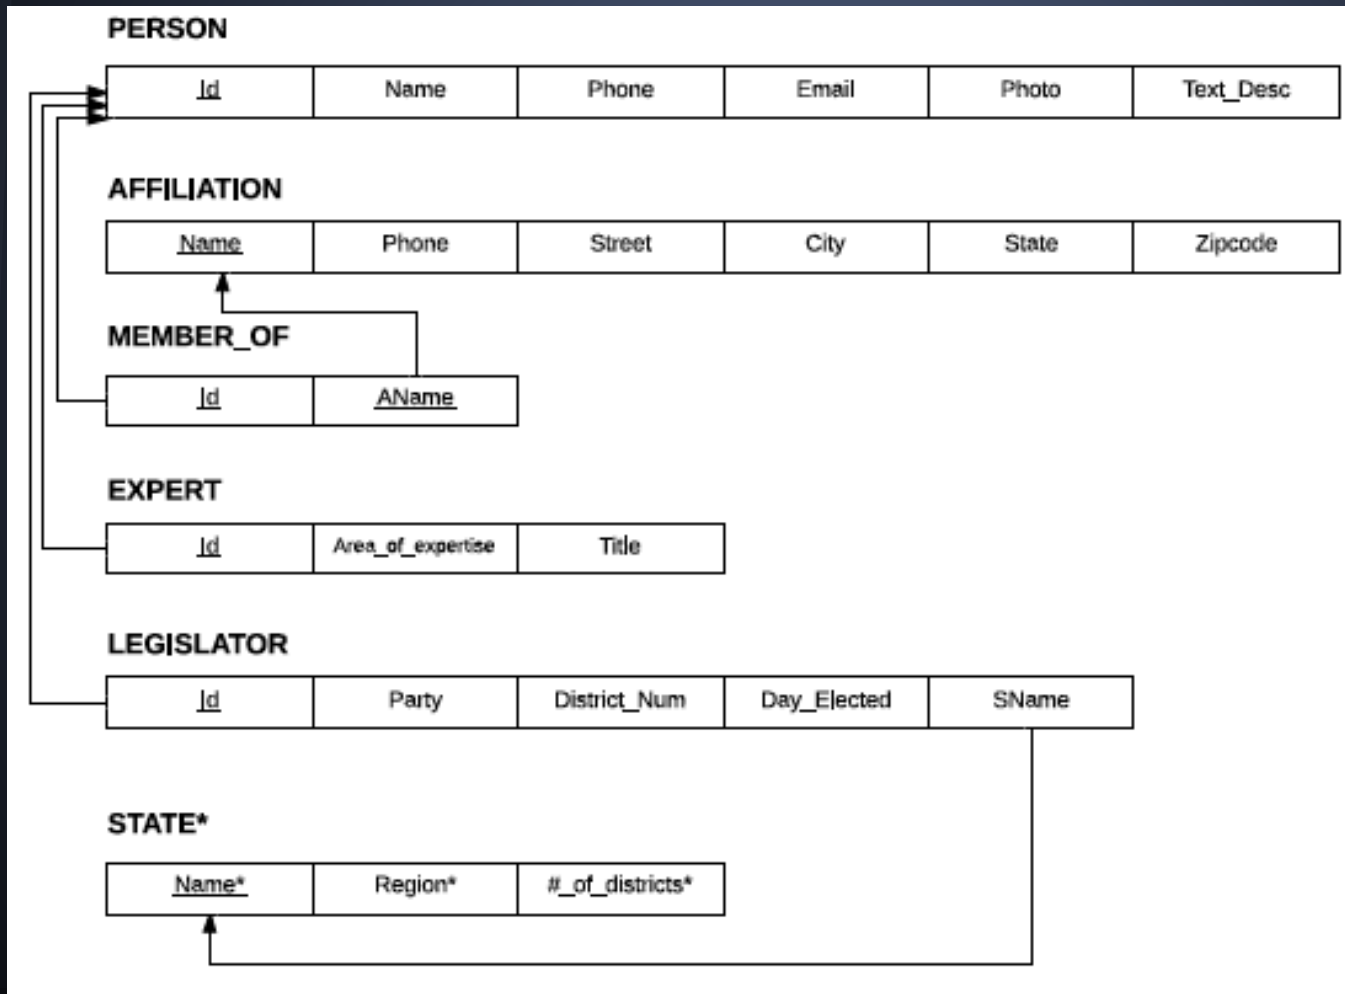 PERSON
Id Name Phone Email Photo Text_Desc
AFFILIATION
Name Phone Street City State Zipcode
MEMBER_OF
Id AName
EXPERT
Id Area_of_expertise Title
LEGISLATOR
Id Party District_Num Day_Elected SName
STATE*
Name* Region* #_of_districts*